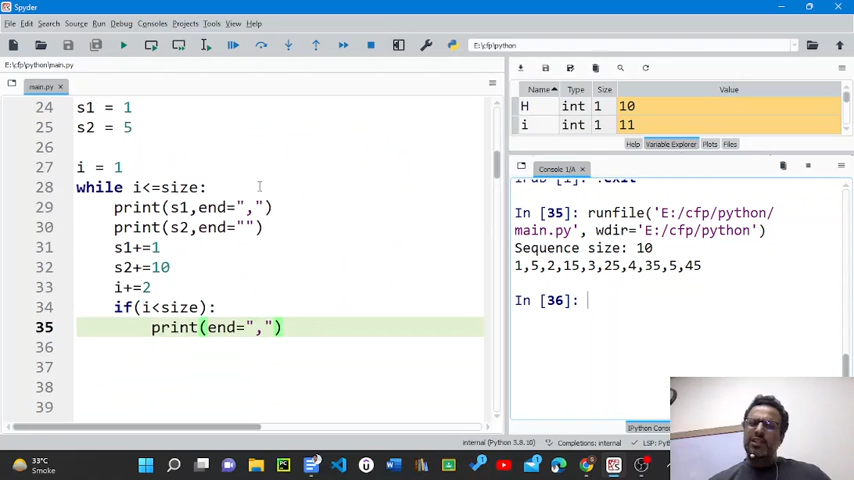 Spyder
File Edit Search Source Run Debug Consoles Projects Tools View Help
E:\cfp\python
E:\cfp\python\main.py
main.py
24 s1 = 1
25 s2 = 5
26
27 i = 1
28 while i<=size:
29 print(s1,end=",")
30 print(s2,end="")
31 s1+=1
32 s2+=10
33 i+=2
34 if(i<size):
35 print(end=",")
36
37
38
39
Name Type Size Value
H int 1 10
i int 1 11
Help Variable Explorer Plots Files
Console 1/A
In [35]: runfile('E:/cfp/python/
main.py', wdir='E:/cfp/python')
Sequence size: 10
1,5,2,15,3,25,4,35,5,45
In [36]:
IPython Cons
internal (Python 3.8.10) Completions: internal LSP:
33°C
Smoke